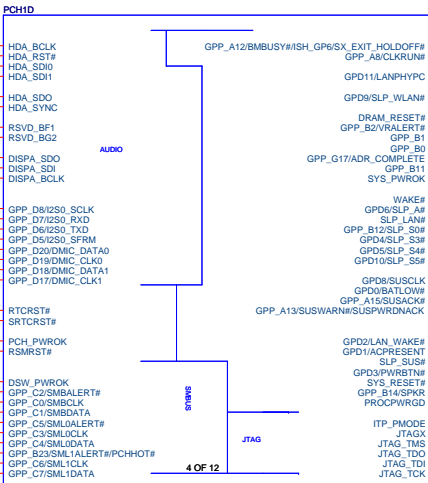 PCH1D
HDA_BCLK
HDA_RST#
HDA_SDI0
HDA_SDI1
HDA_SDO
HDA_SYNC
RSVD_BF1
RSVD_BG2
AUDIO
DISPA_SDO
DISPA_SDI
DISPA_BCLK
GPP_D8/I2S0_SCLK
GPP_D7/I2S0_RXD
GPP_D6/I2S0_TXD
GPP_D5/I2S0_SFRM
GPP_D20/DMIC_DATA0
GPP_D19/DMIC_CLK0
GPP_D18/DMIC_DATA1
GPP_D17/DMIC_CLK1
RTCRST#
SRTCRST#
PCH_PWROK
RSMRST#
DSW_PWROK
GPP_C2/SMBALERT#
GPP_C0/SMBCLK
GPP_C1/SMBDATA
GPP_C5/SML0ALERT#
GPP_C3/SML0CLK
GPP_C4/SML0DATA
GPP_B23/SML1ALERT#/PCHHOT#
GPP_C6/SML1CLK
GPP_C7/SML1DATA
SMBUS
4 OF 12
GPP_A12/BMBUSY#/ISH_GP6/SX_EXIT_HOLDOFF#
GPP_A8/CLKRUN#
GPD11/LANPHYPC
GPD9/SLP_WLAN#
DRAM_RESET#
GPP_B2/VRALERT#
GPP_B1
GPP_B0
GPP_G17/ADR_COMPLETE
GPP_B11
SYS_PWROK
WAKE#
GPD6/SLP_A#
SLP_LAN#
GPP_B12/SLP_S0#
GPD4/SLP_S3#
GPD5/SLP_S4#
GPD10/SLP_S5#
GPD8/SUSCLK
GPD0/BATLOW#
GPP_A15/SUSACK#
GPP_A13/SUSWARN#/SUSPWRDNACK
GPD2/LAN_WAKE#
GPD1/ACPRESENT
SLP_SUS#
GPD3/PWRBTN#
SYS_RESET#
GPP_B14/SPKR
PROCPWRGD
ITP_PMODE
JTAG
JTAGX
JTAG_TMS
JTAG_TDO
JTAG_TDI
JTAG_TCK